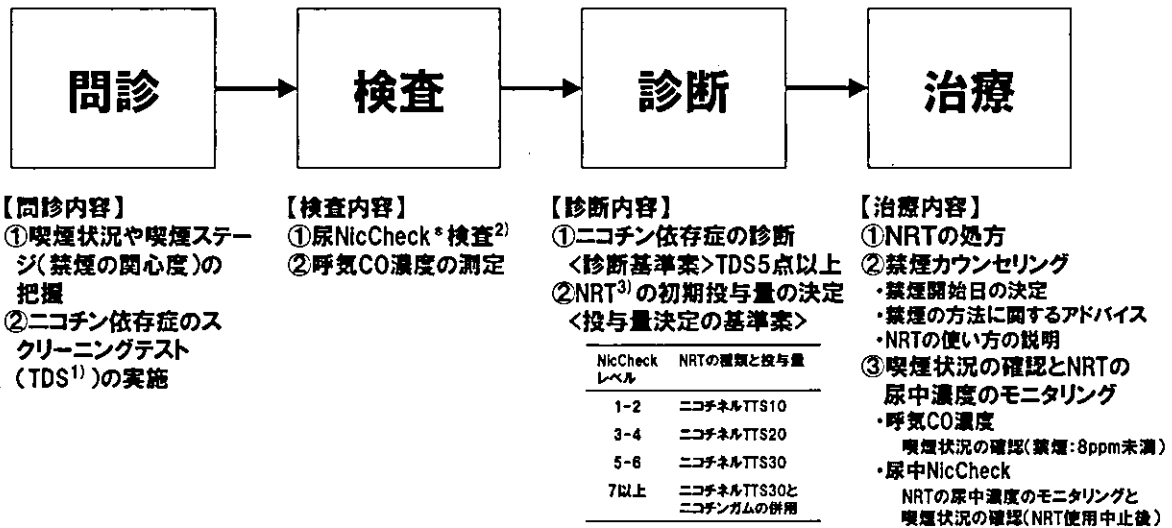 問診
検査
診断
治療
【問診内容】
①喫煙状況や喫煙ステー
ジ(禁煙の関心度)の
把握
②ニコチン依存症のス
クリーニングテスト
(TDS1))の実施
【検査内容】
①尿NicCheck®検査2)
②呼気CO濃度の測定
【診断内容】
①ニコチン依存症の診断
<診断基準案>TDS5点以上
②NRT3)の初期投与量の決定
<投与量決定の基準案>
NicCheck レベル NRTの種類と投与量
1-2 ニコチネルTTS10
3-4 ニコチネルTTS20
5-6 ニコチネルTTS30
7以上 ニコチネルTTS30と
ニコチンガムの併用
【治療内容】
①NRTの処方
②禁煙カウンセリング
・禁煙開始日の決定
・禁煙の方法に関するアドバイス
・NRTの使い方の説明
③喫煙状況の確認とNRTの
尿中濃度のモニタリング
・呼気CO濃度
喫煙状況の確認(禁煙:8ppm未満)
・尿中NicCheck
NRTの尿中濃度のモニタリングと
喫煙状況の確認(NRT使用中止後)